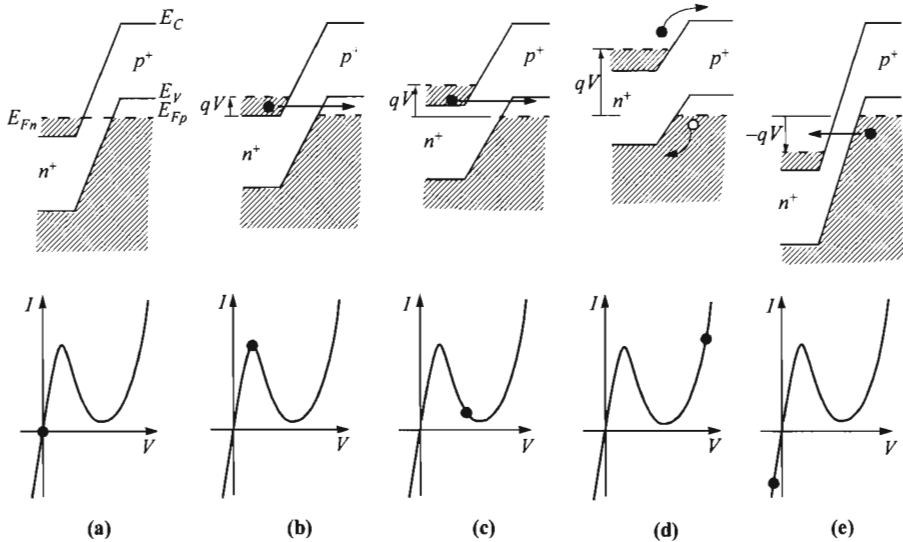 E_C
p⁺
E_V
E_Fn
E_Fp
n⁺
p⁺
qV
n⁺
p⁺
qV
n⁺
p⁺
qV
n⁺
p⁺
−qV
n⁺
I
V
I
V
I
V
I
V
I
V
(a)
(b)
(c)
(d)
(e)